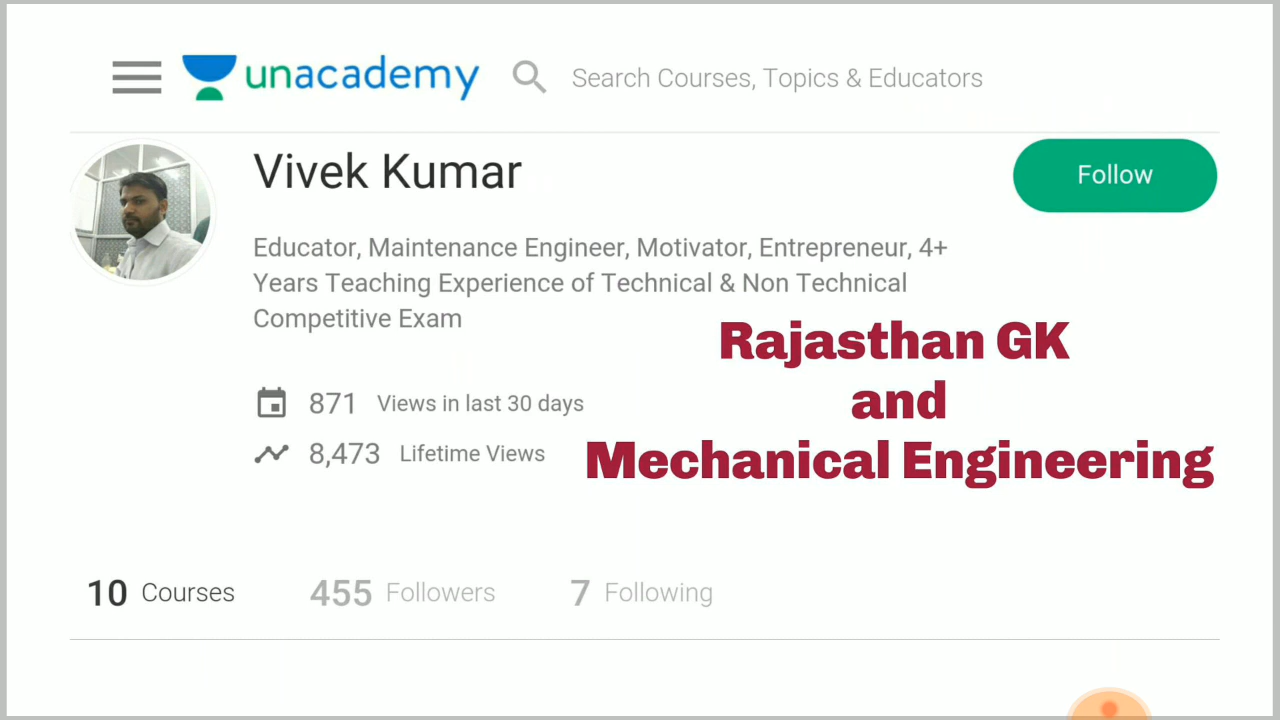 unacademy
Search Courses, Topics & Educators
Vivek Kumar
Follow
Educator, Maintenance Engineer, Motivator, Entrepreneur, 4+
Years Teaching Experience of Technical & Non Technical
Competitive Exam
Rajasthan GK
and
Mechanical Engineering
871 Views in last 30 days
8,473 Lifetime Views
10 Courses
455 Followers
7 Following